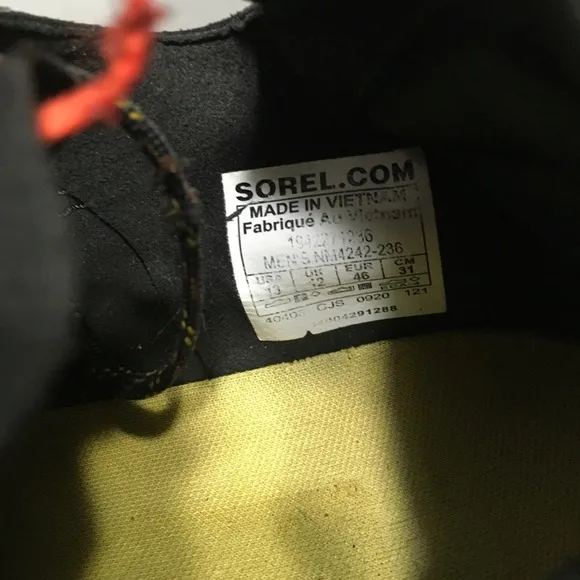 SOREL.COM
MADE IN VIETNAM
Fabriqué Au Vietnam
MEN'S NM4242-236
USA UK EUR CM
13 12 46 31
CJS 0920 121